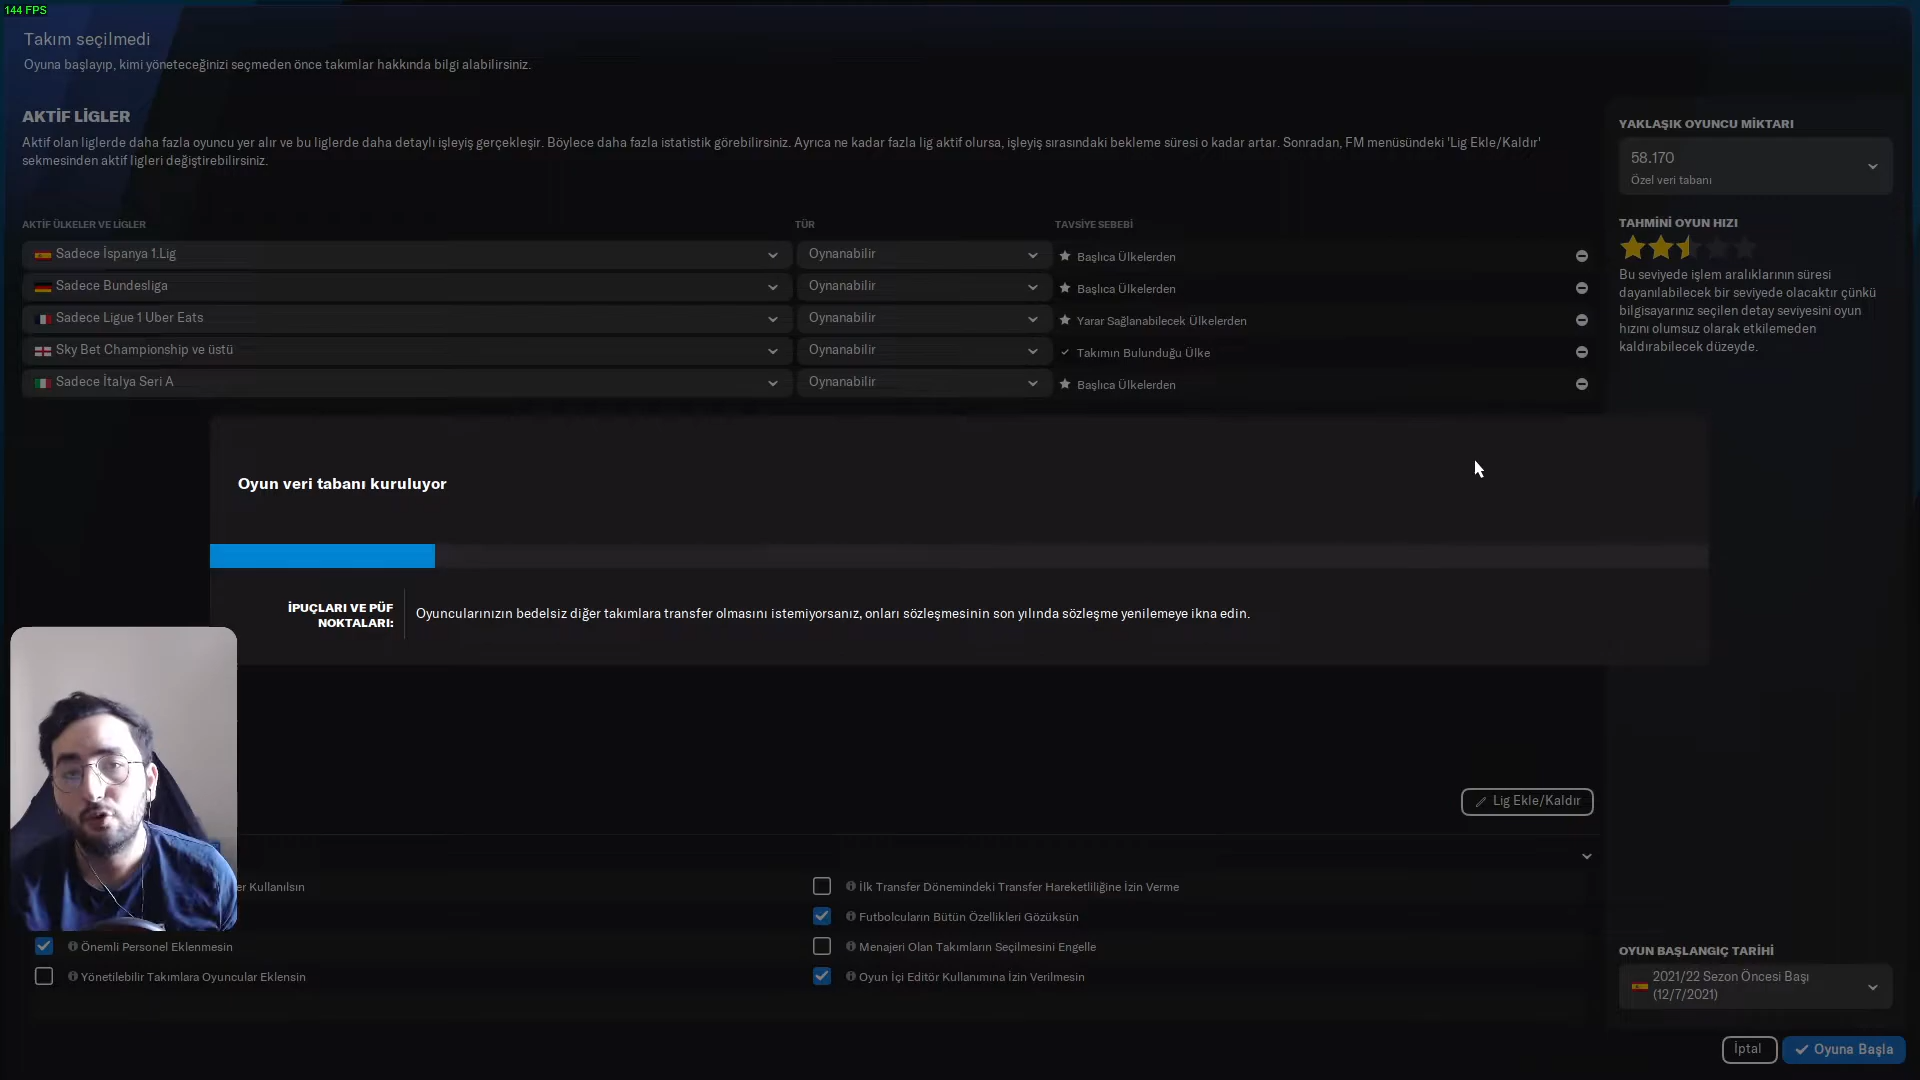 144 FPS
Takım seçilmedi
Oyuna başlayıp, kimi yöneteceğinizi seçmeden önce takımlar hakkında bilgi alabilirsiniz.
AKTİF LİGLER
Aktif olan liglerde daha fazla oyuncu yer alır ve bu liglerde daha detaylı işleyiş gerçekleşir. Böylece daha fazla istatistik görebilirsiniz. Ayrıca ne kadar fazla lig aktif olursa, işleyiş sırasındaki bekleme süresi o kadar artar. Sonradan, FM menüsündeki 'Lig Ekle/Kaldır'
sekmesinden aktif ligleri değiştirebilirsiniz.
AKTİF ÜLKELER VE LİGLER TÜR TAVSİYE SEBEBİ
Sadece İspanya 1.Lig Oynanabilir Başlıca Ülkelerden
Sadece Bundesliga Oynanabilir Başlıca Ülkelerden
Sadece Ligue 1 Uber Eats Oynanabilir Yarar Sağlanabilecek Ülkelerden
Sky Bet Championship ve üstü Oynanabilir Takımın Bulunduğu Ülke
Sadece İtalya Seri A Oynanabilir Başlıca Ülkelerden
YAKLAŞIK OYUNCU MİKTARI
58.170
Özel veri tabanı
TAHMİNİ OYUN HIZI
Bu seviyede işlem aralıklarının süresi
dayanılabilecek bir seviyede olacaktır çünkü
bilgisayarınız seçilen detay seviyesini oyun
hızını olumsuz olarak etkilemeden
kaldırabilecek düzeyde.
Oyun veri tabanı kuruluyor
İPUÇLARI VE PÜF
NOKTALARI:
Oyuncularınızın bedelsiz diğer takımlara transfer olmasını istemiyorsanız, onları sözleşmesinin son yılında sözleşme yenilemeye ikna edin.
Lig Ekle/Kaldır
er Kullanılsın
Önemli Personel Eklenmesin
Yönetilebilir Takımlara Oyuncular Eklensin
İlk Transfer Dönemindeki Transfer Hareketliliğine İzin Verme
Futbolcuların Bütün Özellikleri Gözüksün
Menajeri Olan Takımların Seçilmesini Engelle
Oyun İçi Editör Kullanımına İzin Verilmesin
OYUN BAŞLANGIÇ TARİHİ
2021/22 Sezon Öncesi Başı
(12/7/2021)
İptal
Oyuna Başla